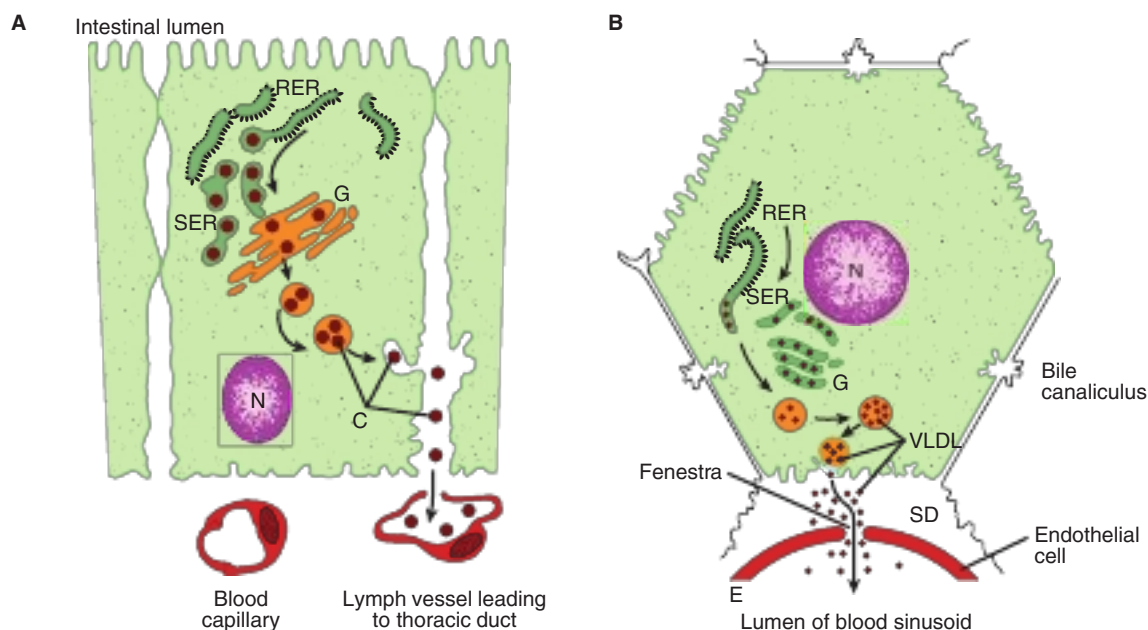 A
Intestinal lumen
RER
G
SER
N
C
Blood
capillary
Lymph vessel leading
to thoracic duct
B
RER
N
SER
G
Bile
canaliculus
VLDL
Fenestra
SD
Endothelial
cell
E
Lumen of blood sinusoid